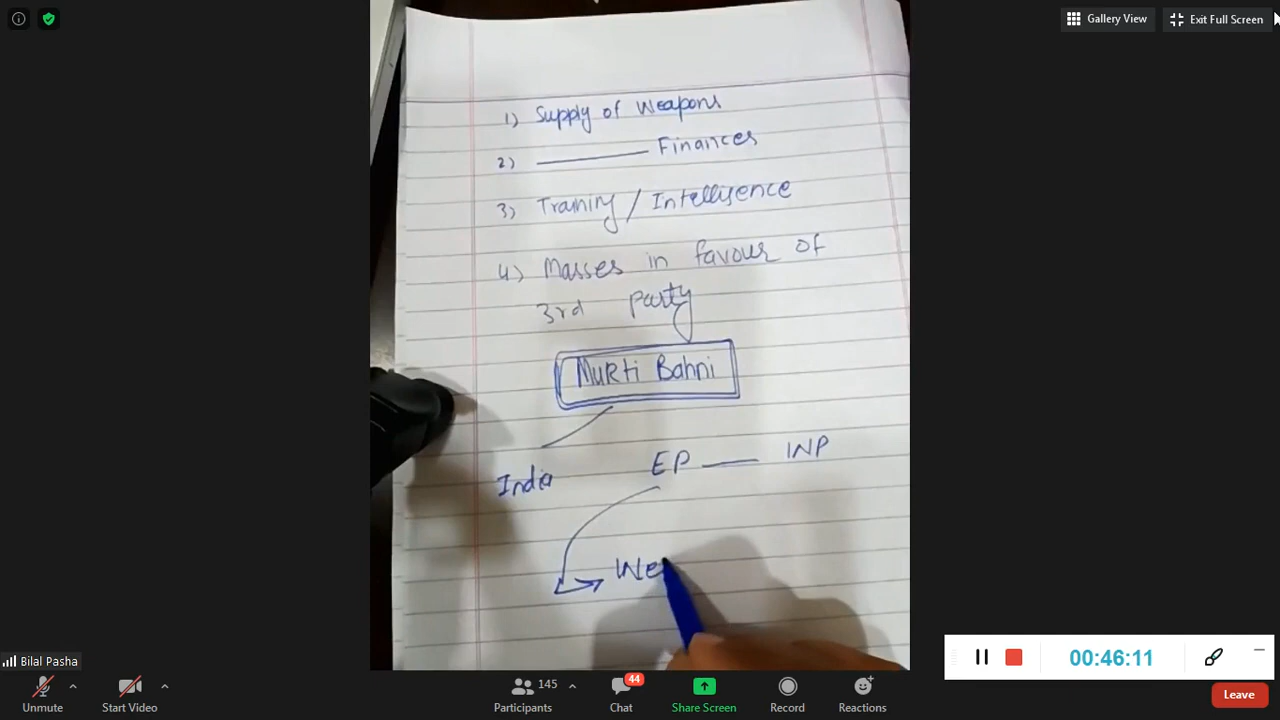 Gallery View
Exit Full Screen
1) Supply of Weapons
2) ———— Finances
3) Training / Intelligence
4) Masses in favour of
3rd party
Mukti Bahni
India
EP —— WP
We
Bilal Pasha
00:46:11
Unmute
Start Video
Participants
145
Chat
44
Share Screen
Record
Reactions
Leave